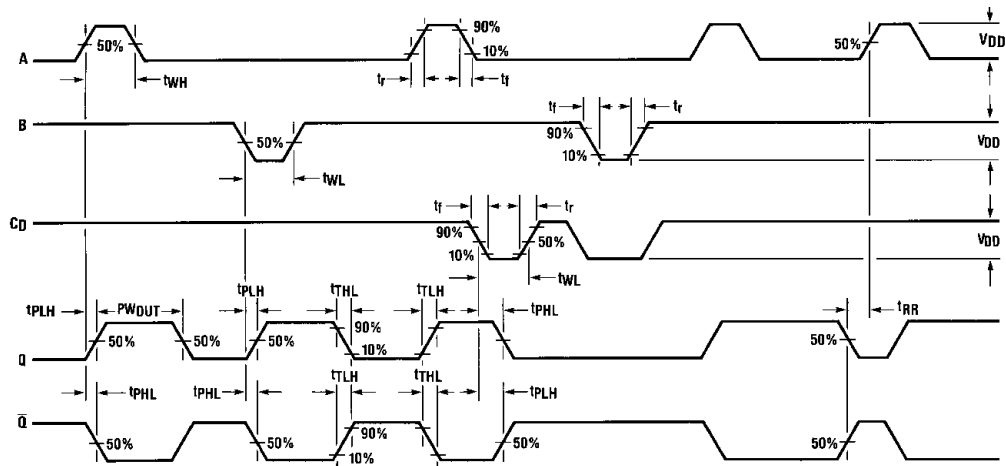 A 50% tWH tr 90% 10% tf 50% VDD
B 50% tWL tf tr 90% 10% VDD
CD tf tr 90% 10% 50% tWL VDD
tPLH PWOUT tPLH tTHL tTLH tPHL tRR
Q 50% 50% 50% 90% 10% 50%
tPHL tPHL tTLH tTHL tPLH
Q̅ 50% 50% 90% 10% 50% 50%